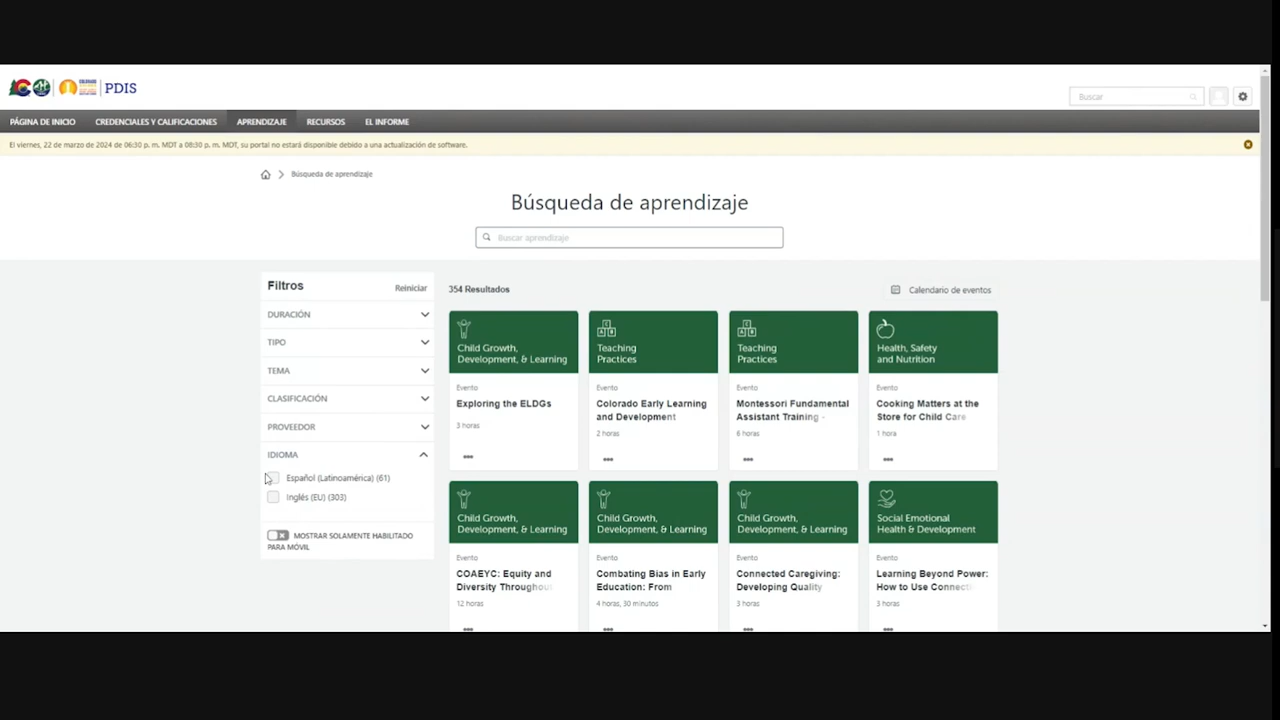 PDIS
Buscar
PÁGINA DE INICIO CREDENCIALES Y CALIFICACIONES APRENDIZAJE RECURSOS EL INFORME
El viernes, 22 de marzo de 2024 de 06:30 p. m. MDT a 08:30 p. m. MDT, su portal no estará disponible debido a una actualización de software.
Búsqueda de aprendizaje
Búsqueda de aprendizaje
Buscar aprendizaje
Filtros Reiniciar
DURACIÓN
TIPO
TEMA
CLASIFICACIÓN
PROVEEDOR
IDIOMA
Español (Latinoamérica) (61)
Inglés (EU) (303)
MOSTRAR SOLAMENTE HABILITADO
PARA MÓVIL
354 Resultados
Calendario de eventos
Child Growth,
Development, & Learning
Evento
Exploring the ELDGs
3 horas
Teaching
Practices
Evento
Colorado Early Learning
and Development
2 horas
Teaching
Practices
Evento
Montessori Fundamental
Assistant Training -
6 horas
Health, Safety
and Nutrition
Evento
Cooking Matters at the
Store for Child Care
1 hora
Child Growth,
Development, & Learning
Evento
COAEYC: Equity and
Diversity Throughout
12 horas
Child Growth,
Development, & Learning
Evento
Combating Bias in Early
Education: From
4 horas, 30 minutos
Child Growth,
Development, & Learning
Evento
Connected Caregiving:
Developing Quality
3 horas
Social Emotional
Health & Development
Evento
Learning Beyond Power:
How to Use Connecti
3 horas